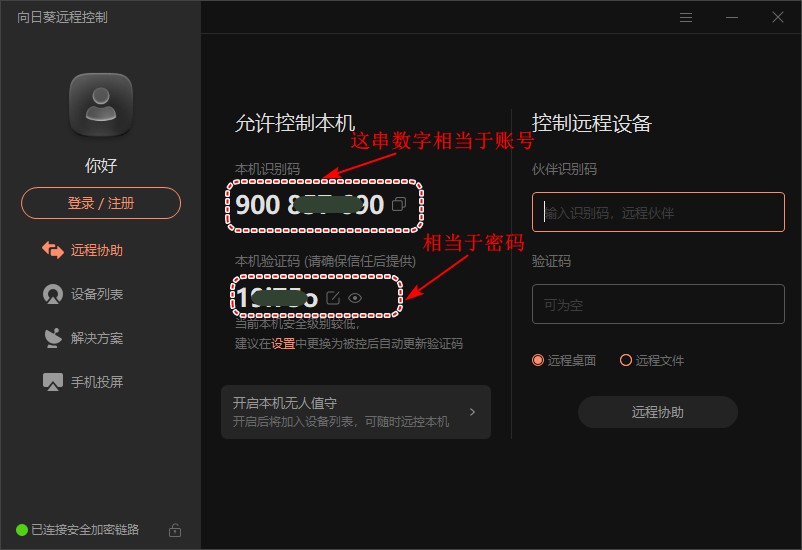 向日葵远程控制
你好
登录 / 注册
远程协助
设备列表
解决方案
手机投屏
已连接安全加密链路
允许控制本机
这串数字相当于账号
本机识别码
900
相当于密码
本机验证码 (请确保信任后提供)
当前本机安全级别较低，
建议在设置中更换为被控后自动更新验证码
开启本机无人值守
开启后将加入设备列表，可随时远控本机
控制远程设备
伙伴识别码
输入识别码，远程伙伴
验证码
可为空
远程桌面 远程文件
远程协助